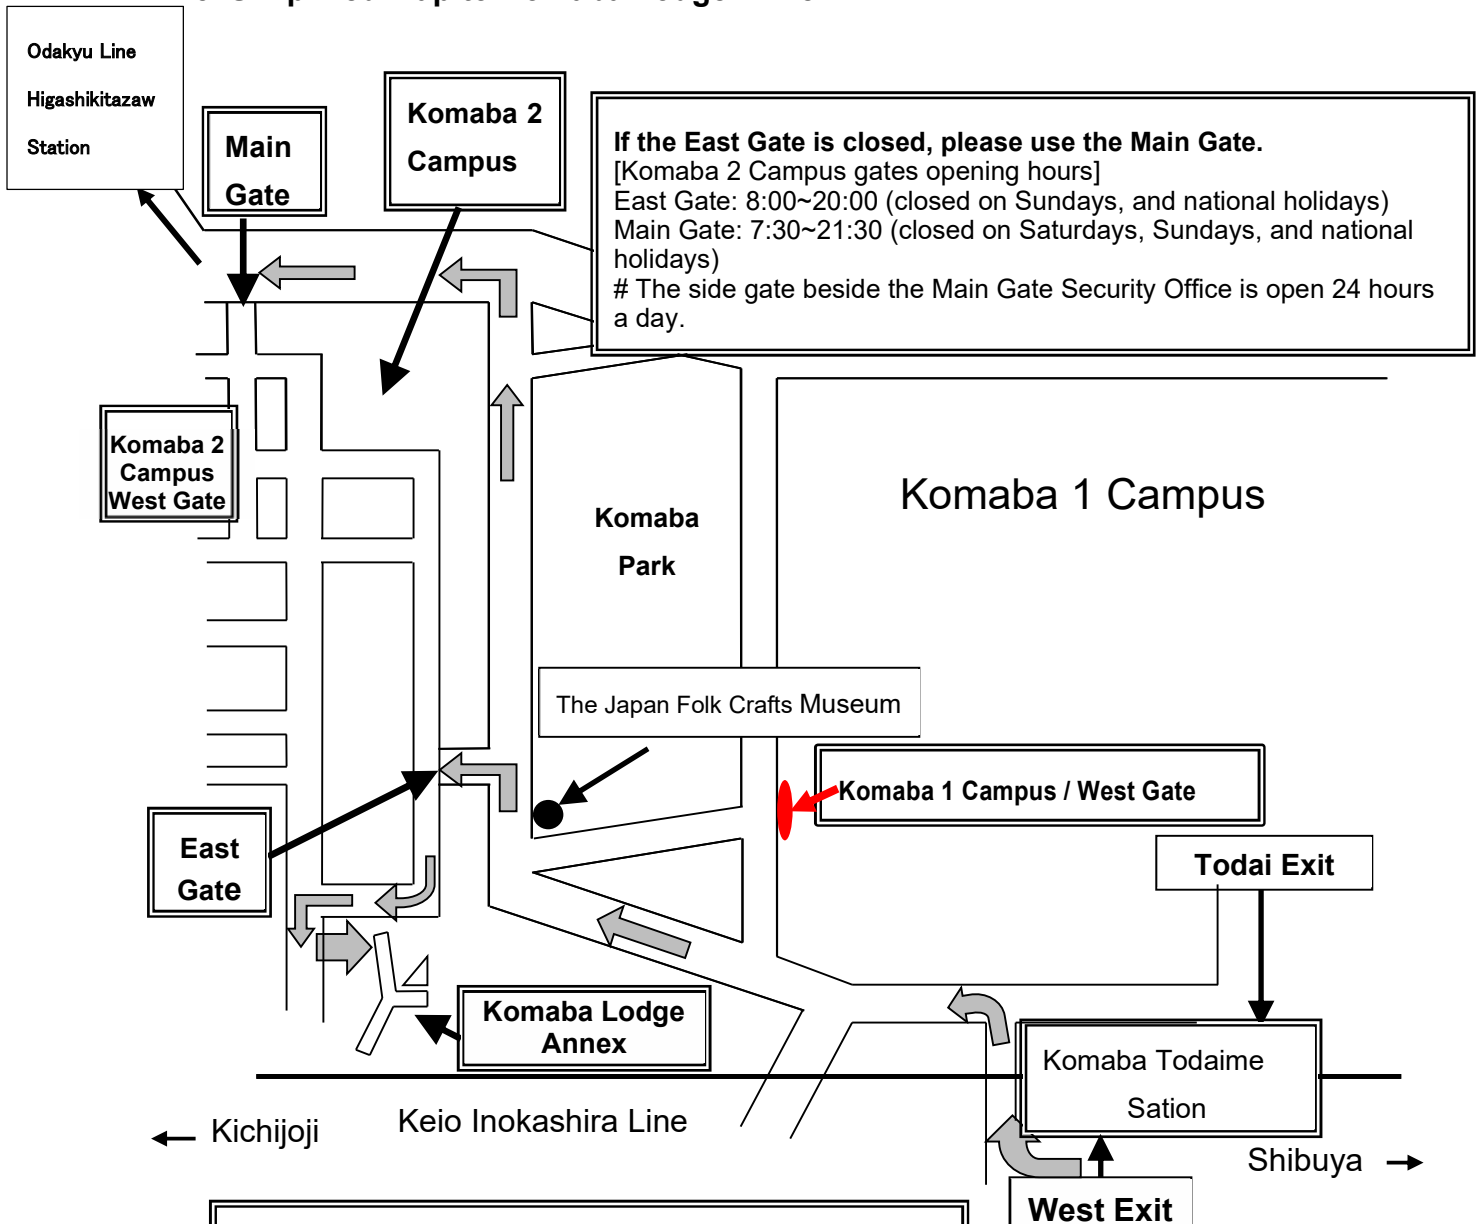 Odakyu Line
Higashikitazaw
Station
Main
Gate
Komaba 2
Campus
If the East Gate is closed, please use the Main Gate.
[Komaba 2 Campus gates opening hours]
East Gate: 8:00~20:00 (closed on Sundays, and national holidays)
Main Gate: 7:30~21:30 (closed on Saturdays, Sundays, and national
holidays)
# The side gate beside the Main Gate Security Office is open 24 hours
a day.
Komaba 2
Campus
West Gate
Komaba
Park
Komaba 1 Campus
The Japan Folk Crafts Museum
Komaba 1 Campus / West Gate
East
Gate
Todai Exit
Komaba Lodge
Annex
Komaba Todaime
Sation
Keio Inokashira Line
← Kichijoji
Shibuya →
West Exit